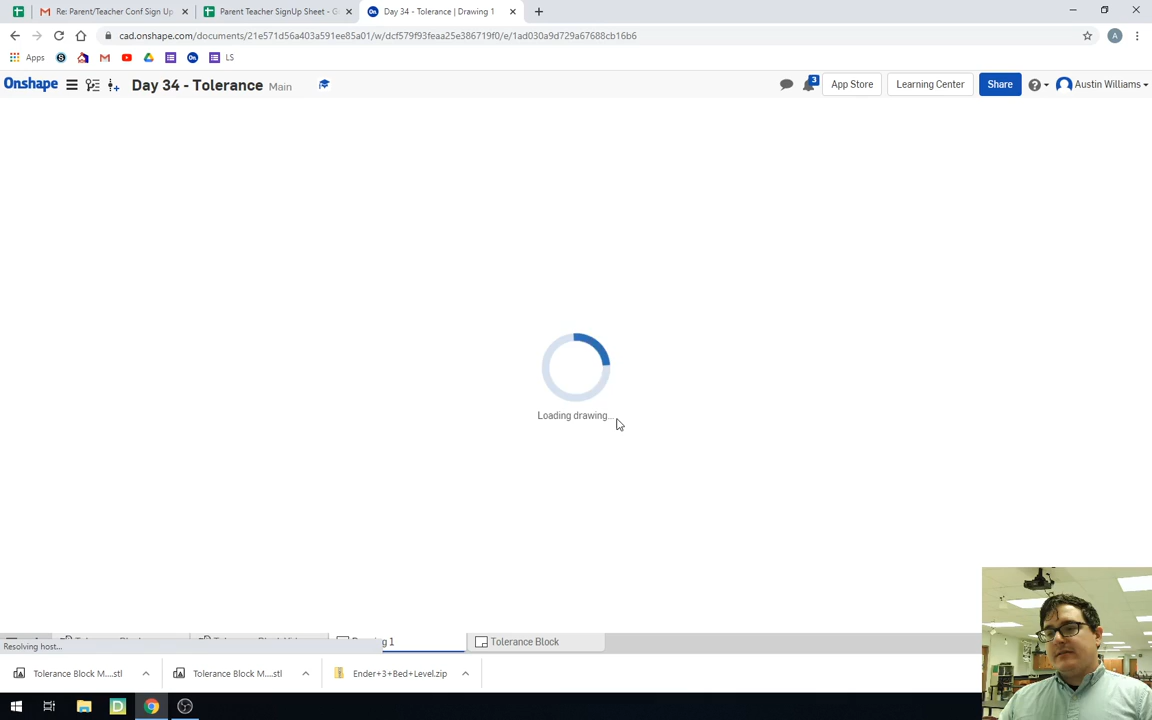 Re: Parent/Teacher Conf Sign Up
Parent Teacher SignUp Sheet - G
Day 34 - Tolerance | Drawing 1
cad.onshape.com/documents/21e571d56a403a591ee85a01/w/dcf579f93feaa25e386719f0/e/1ad030a9d729a67688cb16b6
A
Apps
LS
Onshape
Day 34 - Tolerance Main
3
App Store
Learning Center
Share
Austin Williams
Loading drawing...
Tolerance Block
Resolving host...
Tolerance Block M....stl
Tolerance Block M....stl
Ender+3+Bed+Level.zip